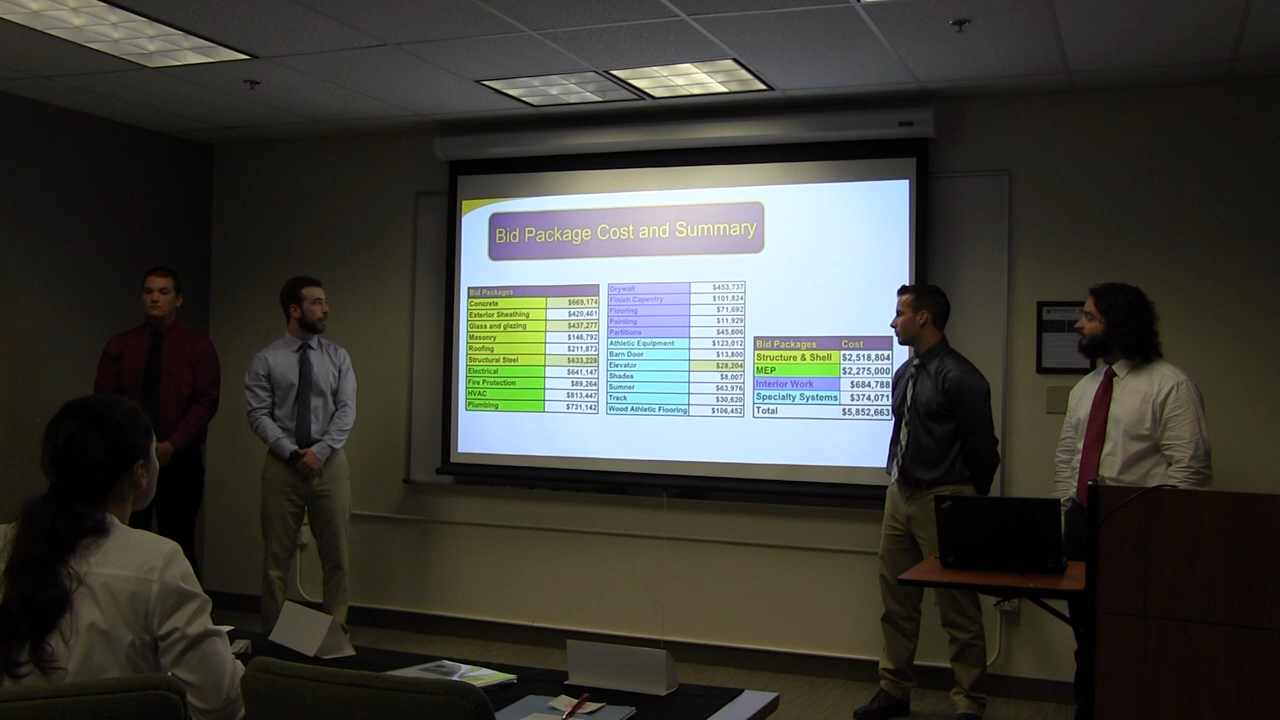 Bid Package Cost and Summary
Bid Packages
Concrete $669,174
Exterior Sheathing $420,461
Glass and glazing $437,277
Masonry $146,792
Roofing $211,873
Structural Steel $633,228
Electrical $641,147
Fire Protection $89,264
HVAC $813,447
Plumbing $731,142
Drywall $453,737
Finish Capentry $101,824
Flooring $71,692
Painting $11,929
Partitions $45,606
Athletic Equipment $123,012
Barn Door $13,800
Elevator $28,204
Shades $8,007
Sumner $63,976
Track $30,620
Wood Athletic Flooring $106,452
Bid Packages Cost
Structure & Shell $2,518,804
MEP $2,275,000
Interior Work $684,788
Specialty Systems $374,071
Total $5,852,663